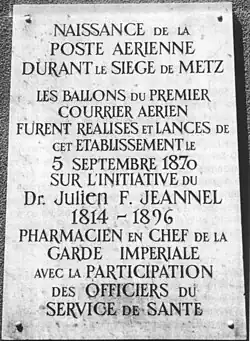 NAISSANCE DE LA
POSTE AERIENNE
DURANT LE SIEGE DE METZ
LES BALLONS DU PREMIER
COURRIER AERIEN
FURENT REALISES ET LANCES DE
CET ETABLISSEMENT LE
5 SEPTEMBRE 1870
SUR L'INITIATIVE DU
Dr. Julien F. JEANNEL
1814 - 1896
PHARMACIEN EN CHEF DE LA
GARDE IMPERIALE
AVEC LA PARTICIPATION
DES OFFICIERS DU
SERVICE DE SANTE